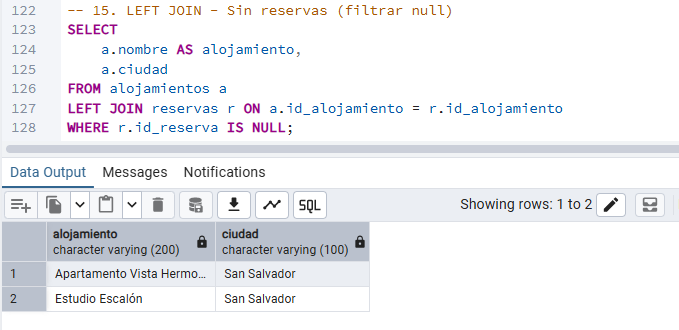 122 -- 15. LEFT JOIN - Sin reservas (filtrar null)
123 SELECT
124 a.nombre AS alojamiento,
125 a.ciudad
126 FROM alojamientos a
127 LEFT JOIN reservas r ON a.id_alojamiento = r.id_alojamiento
128 WHERE r.id_reserva IS NULL;
Data Output Messages Notifications
SQL Showing rows: 1 to 2
alojamiento ciudad
character varying (200) character varying (100)
1 Apartamento Vista Hermo... San Salvador
2 Estudio Escalón San Salvador